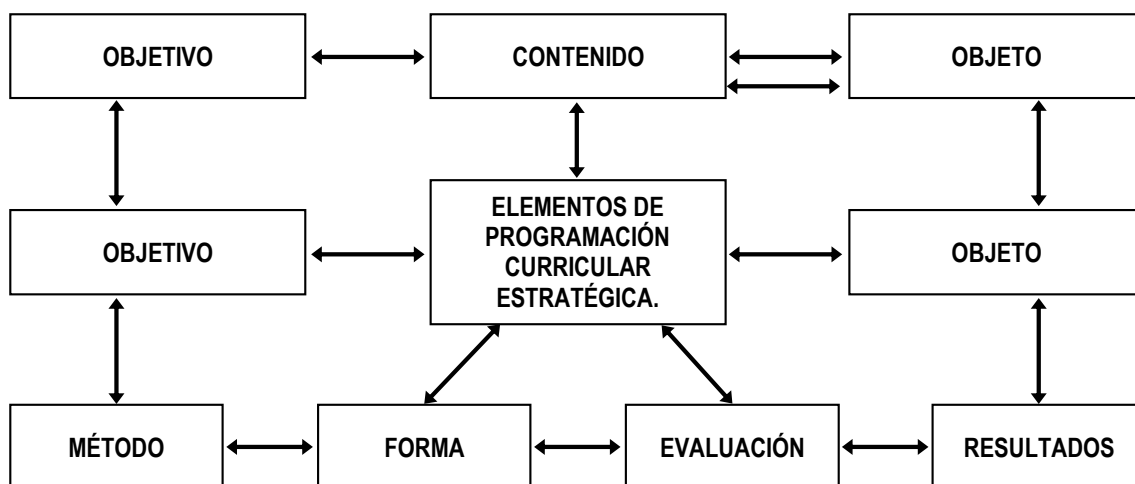 OBJETIVO
CONTENIDO
OBJETO
OBJETIVO
ELEMENTOS DE
PROGRAMACIÓN
CURRICULAR
ESTRATÉGICA.
OBJETO
MÉTODO
FORMA
EVALUACIÓN
RESULTADOS